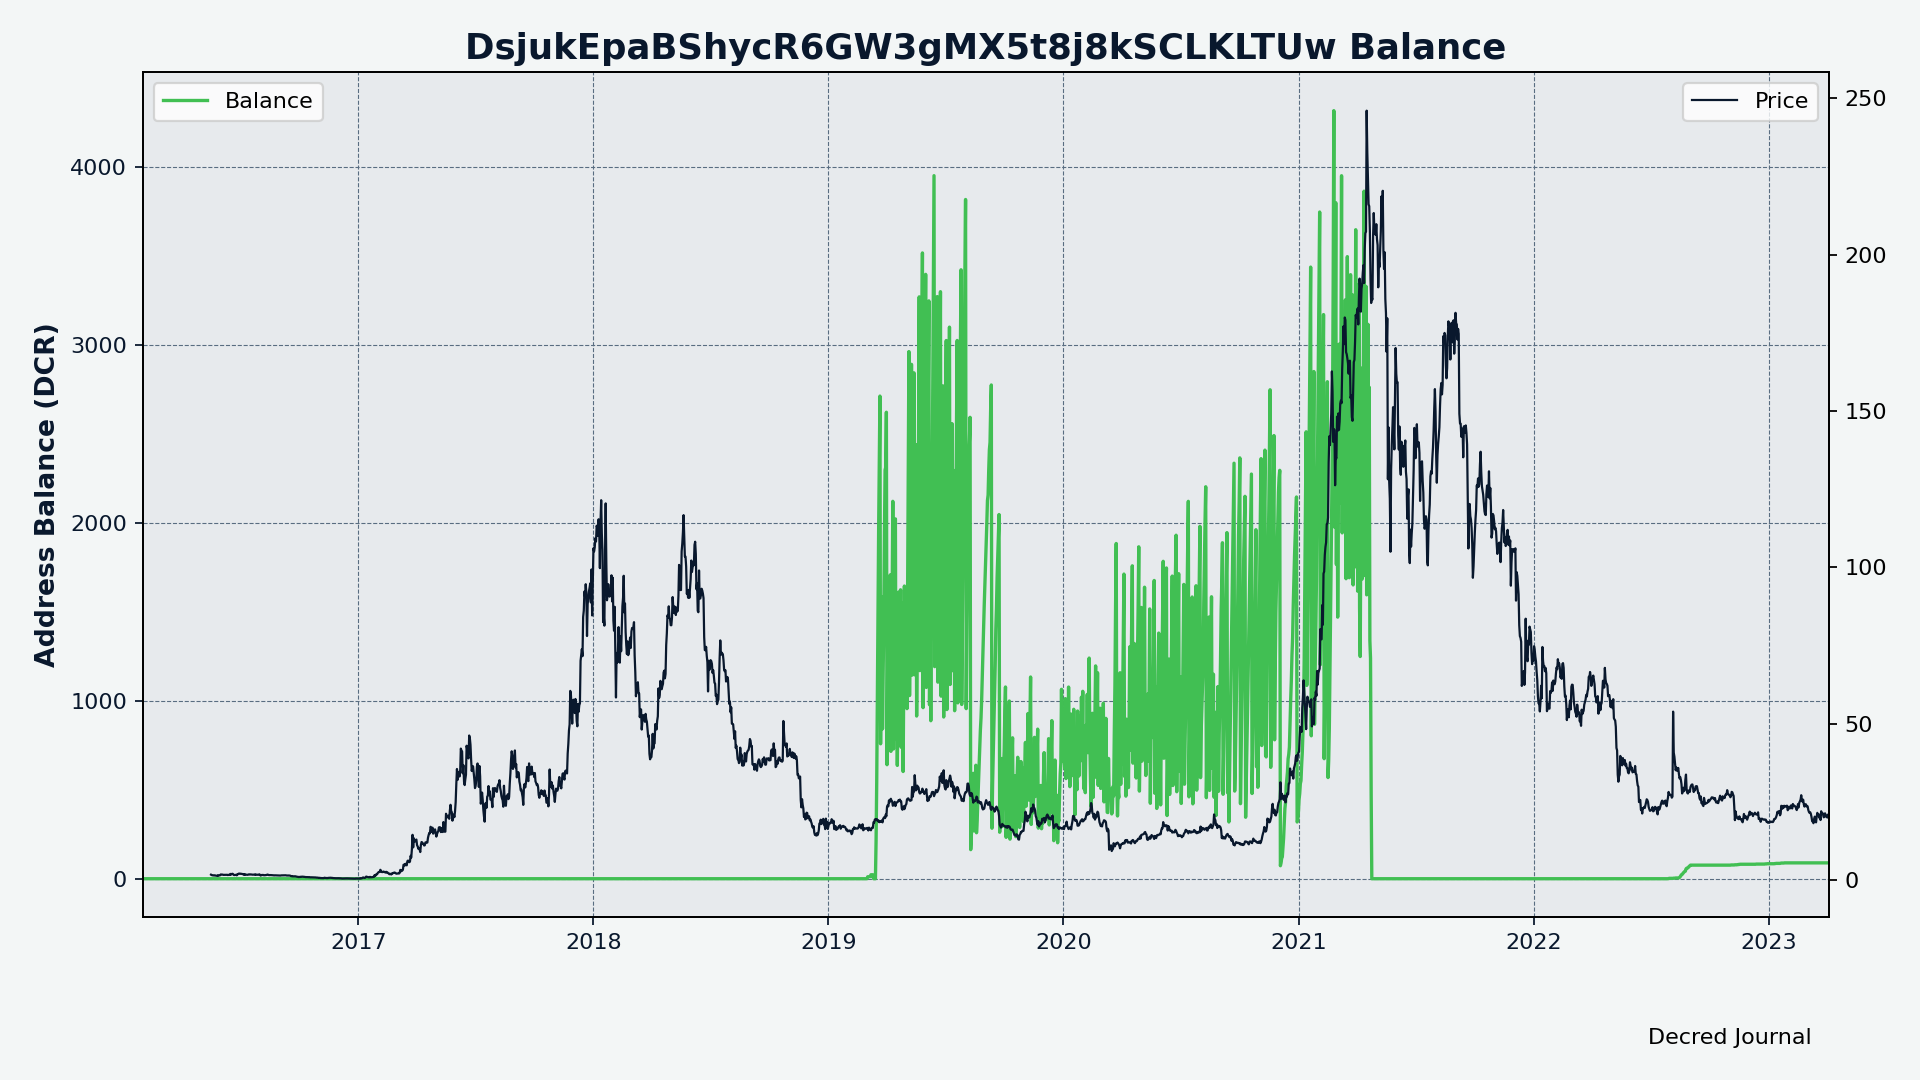 DsjukEpaBShycR6GW3gMX5t8j8kSCLKLTUw Balance
Balance
Price
Address Balance (DCR)
4000
3000
2000
1000
0
250
200
150
100
50
0
2017 2018 2019 2020 2021 2022 2023
Decred Journal